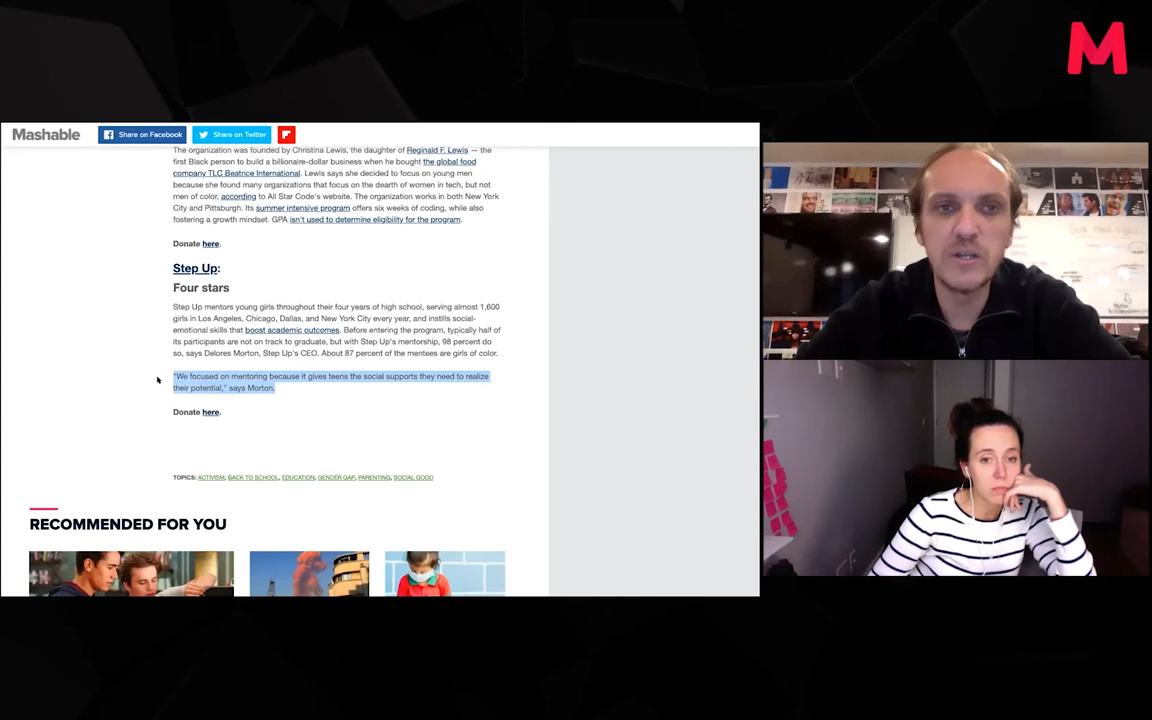 M
Mashable
Share on Facebook
Share on Twitter
The organization was founded by Christina Lewis, the daughter of Reginald F. Lewis — the
first Black person to build a billionaire-dollar business when he bought the global food
company TLC Beatrice International. Lewis says she decided to focus on young men
because she found many organizations that focus on the dearth of women in tech, but not
men of color, according to All Star Code's website. The organization works in both New York
City and Pittsburgh. Its summer intensive program offers six weeks of coding, while also
fostering a growth mindset. GPA isn't used to determine eligibility for the program.
Donate here.
Step Up:
Four stars
Step Up mentors young girls throughout their four years of high school, serving almost 1,600
girls in Los Angeles, Chicago, Dallas, and New York City every year, and instills social-
emotional skills that boost academic outcomes. Before entering the program, typically half of
its participants are not on track to graduate, but with Step Up's mentorship, 98 percent do
so, says Delores Morton, Step Up's CEO. About 87 percent of the mentees are girls of color.
"We focused on mentoring because it gives teens the social supports they need to realize
their potential," says Morton.
Donate here.
TOPICS: ACTIVISM, BACK TO SCHOOL, EDUCATION, GENDER GAP, PARENTING, SOCIAL GOOD
RECOMMENDED FOR YOU